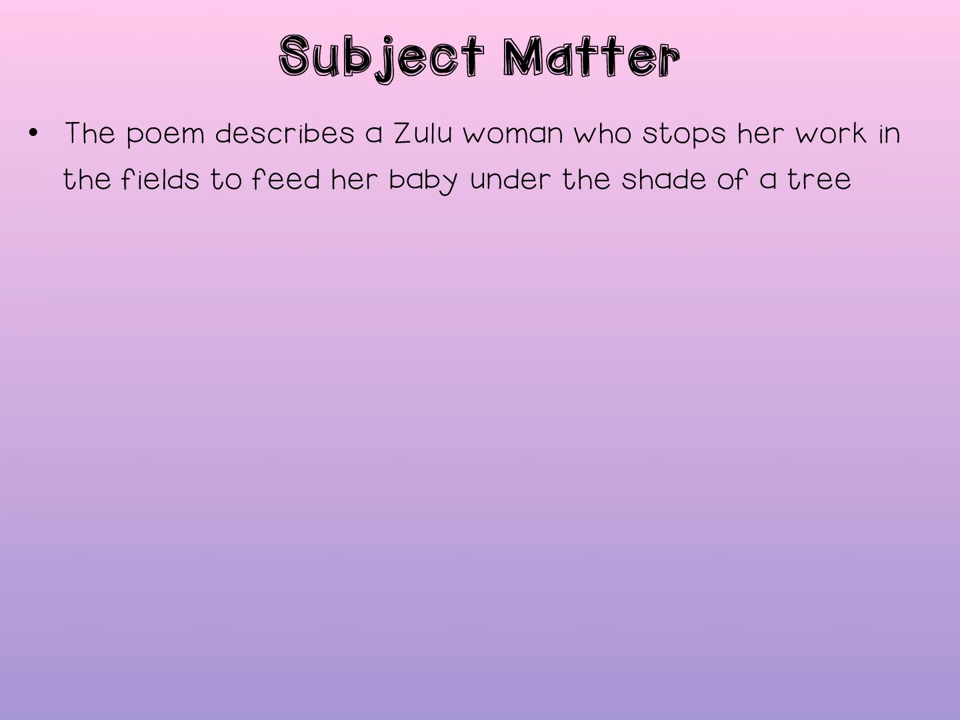 Subject Matter
• The poem describes a Zulu woman who stops her work in
the fields to feed her baby under the shade of a tree